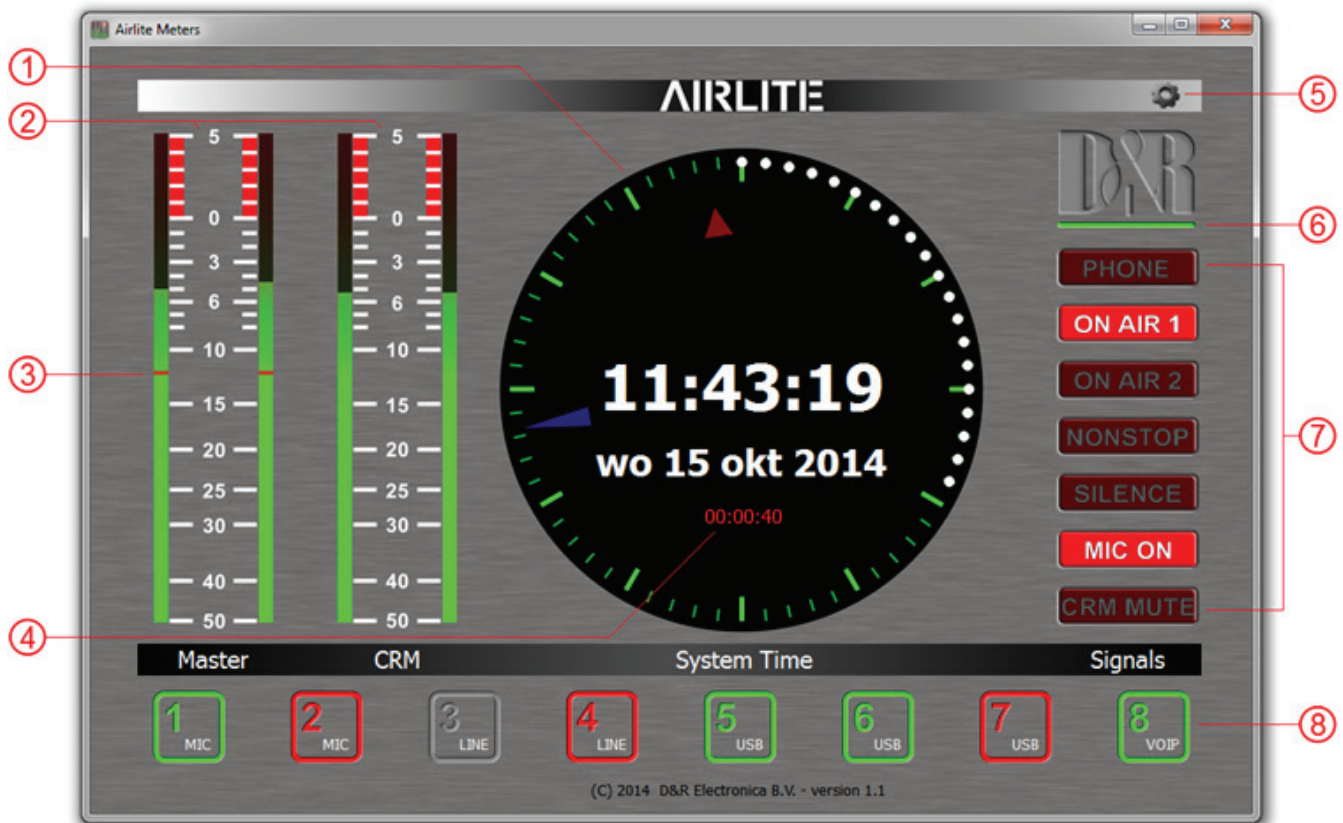 Airlite Meters
1
AIRLITE
5
2
5 5
D&R
0 0
6
3 3
PHONE
7
6 6
ON AIR 1
10 10
3
11:43:19
ON AIR 2
15 15
NONSTOP
20 20
wo 15 okt 2014
25 25
SILENCE
30 30
00:00:40
MIC ON
40 40
CRM MUTE
50 50
4
Master CRM System Time Signals
1 MIC
2 MIC
3 LINE
4 LINE
5 USB
6 USB
7 USB
8 VOIP
8
(C) 2014 D&R Electronica B.V. - version 1.1